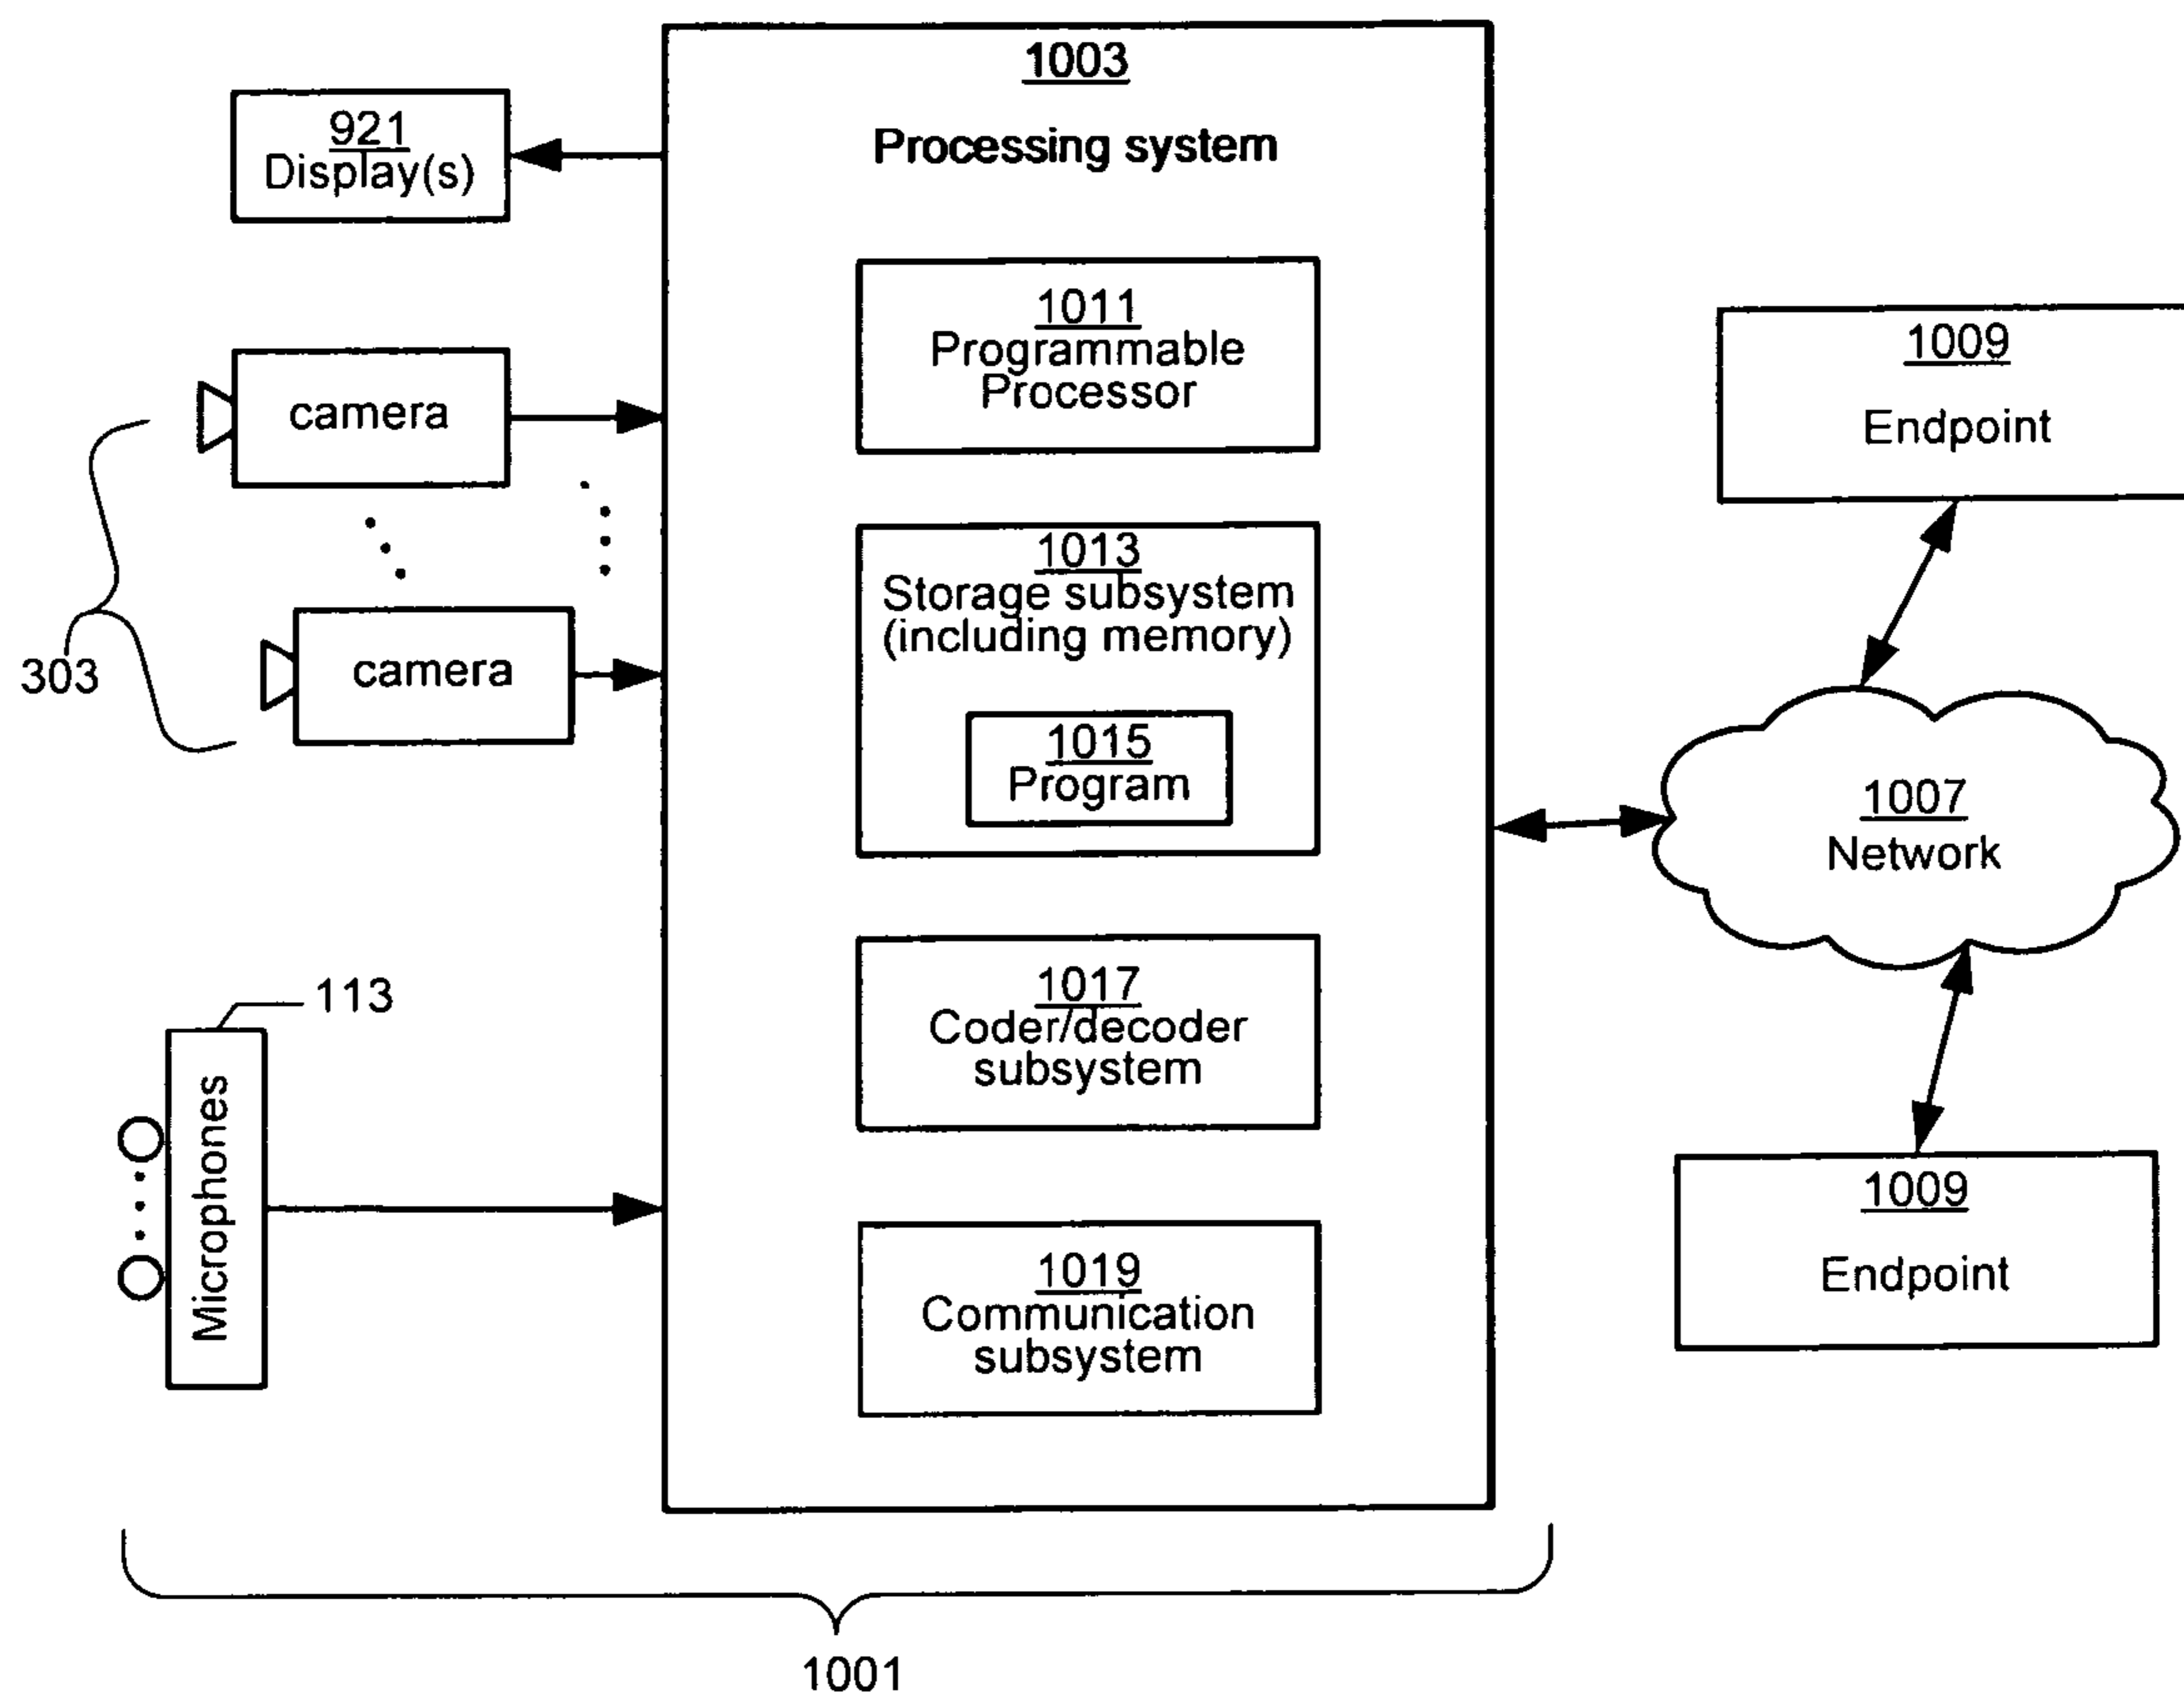 1003
Processing system
921
Display(s)
camera
camera
303
113
Microphones
1011
Programmable
Processor
1013
Storage subsystem
(including memory)
1015
Program
1017
Coder/decoder
subsystem
1019
Communication
subsystem
1009
Endpoint
1007
Network
1009
Endpoint
1001